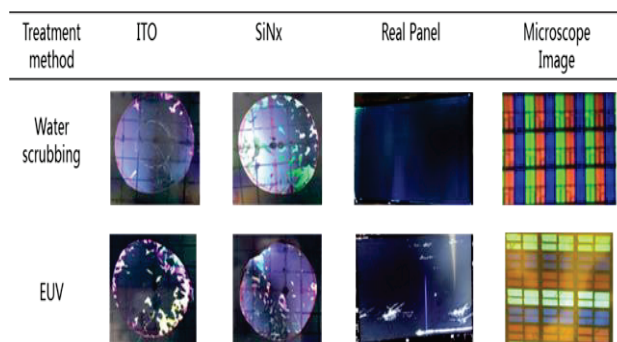 Treatment method ITO SiNx Real Panel Microscope Image
Water scrubbing
EUV